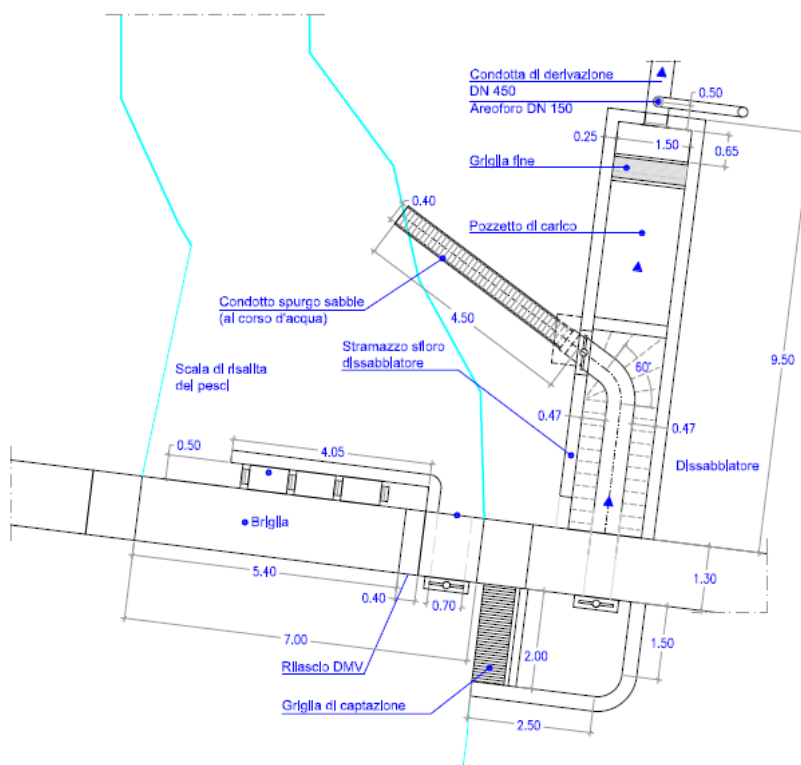 Condotta di derivazione
DN 450
Areoforo DN 150
0.50
0.25
1.50
0.65
Griglia fine
0.40
Pozzetto di carico
Condotto spurgo sabbie
(al corso d'acqua)
4.50
Stramazzo sfioro
dissabbiatore
9.50
Scala di risalita
dei pesci
60°
0.47
0.47
0.50
4.05
Dissabbiatore
Briglia
5.40
0.40
0.70
1.30
7.00
2.00
1.50
Rilascio DMV
Griglia di captazione
2.50